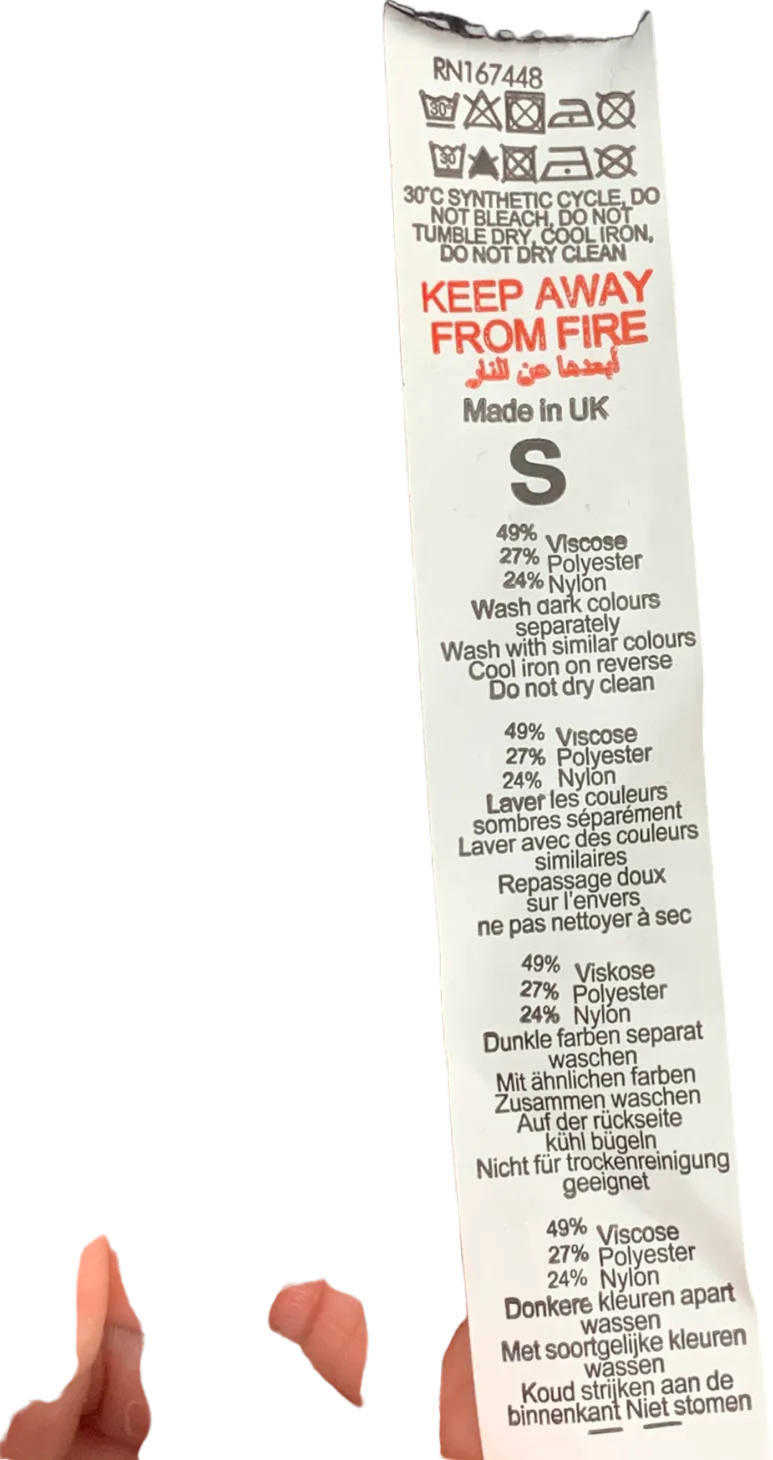 RN167448
30°
30
30°C SYNTHETIC CYCLE, DO
NOT BLEACH, DO NOT
TUMBLE DRY, COOL IRON,
DO NOT DRY CLEAN
KEEP AWAY
FROM FIRE
أبعدها عن النار
Made in UK
S
49% Viscose
27% Polyester
24% Nylon
Wash dark colours
separately
Wash with similar colours
Cool iron on reverse
Do not dry clean
49% Viscose
27% Polyester
24% Nylon
Laver les couleurs
sombres séparément
Laver avec des couleurs
similaires
Repassage doux
sur l'envers
ne pas nettoyer à sec
49% Viskose
27% Polyester
24% Nylon
Dunkle farben separat
waschen
Mit ähnlichen farben
Zusammen waschen
Auf der rückseite
kühl bügeln
Nicht für trockenreinigung
geeignet
49% Viscose
27% Polyester
24% Nylon
Donkere kleuren apart
wassen
Met soortgelijke kleuren
wassen
Koud strijken aan de
binnenkant Niet stomen